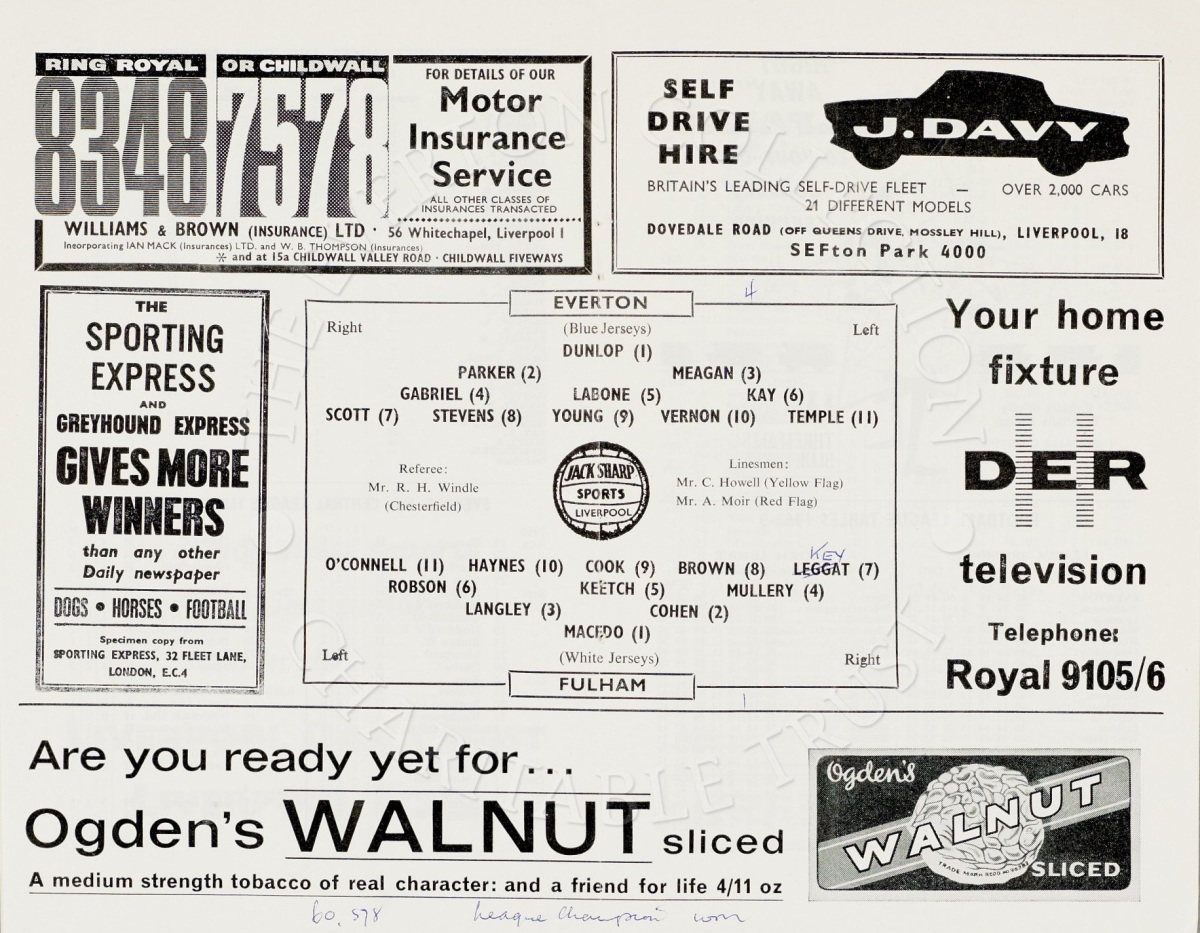 RING ROYAL
8348
OR CHILDWALL
7578
FOR DETAILS OF OUR
Motor
Insurance
Service
ALL OTHER CLASSES OF
INSURANCES TRANSACTED
WILLIAMS & BROWN (INSURANCE) LTD · 56 Whitechapel, Liverpool 1
Incorporating IAN MACK (Insurances) LTD. and W. B. THOMPSON (Insurances)
* and at 15a CHILDWALL VALLEY ROAD · CHILDWALL FIVEWAYS
SELF
DRIVE
HIRE
J. DAVY
BRITAIN'S LEADING SELF-DRIVE FLEET — OVER 2,000 CARS
21 DIFFERENT MODELS
DOVEDALE ROAD (OFF QUEENS DRIVE, MOSSLEY HILL), LIVERPOOL, 18
SEFton Park 4000
THE
SPORTING
EXPRESS
AND
GREYHOUND EXPRESS
GIVES MORE
WINNERS
than any other
Daily newspaper
DOGS • HORSES • FOOTBALL
Specimen copy from
SPORTING EXPRESS, 32 FLEET LANE,
LONDON, E.C.4
EVERTON
4
Right (Blue Jerseys) Left
DUNLOP (1)
PARKER (2) MEAGAN (3)
GABRIEL (4) LABONE (5) KAY (6)
SCOTT (7) STEVENS (8) YOUNG (9) VERNON (10) TEMPLE (11)
Referee:
Mr. R. H. Windle
(Chesterfield)
JACK SHARP
SPORTS
LIVERPOOL
Linesmen:
Mr. C. Howell (Yellow Flag)
Mr. A. Moir (Red Flag)
KEY
O'CONNELL (11) HAYNES (10) COOK (9) BROWN (8) LEGGAT (7)
ROBSON (6) KEETCH (5) MULLERY (4)
LANGLEY (3) COHEN (2)
MACEDO (1)
Left (White Jerseys) Right
FULHAM
1
Your home
fixture
DER
television
Telephone:
Royal 9105/6
Are you ready yet for...
Ogden's WALNUT sliced
A medium strength tobacco of real character: and a friend for life 4/11 oz
Ogden's
WALNUT
SLICED
60,578 League Champion won
THE EVERTON COLLECTION
CHARITABLE TRUST